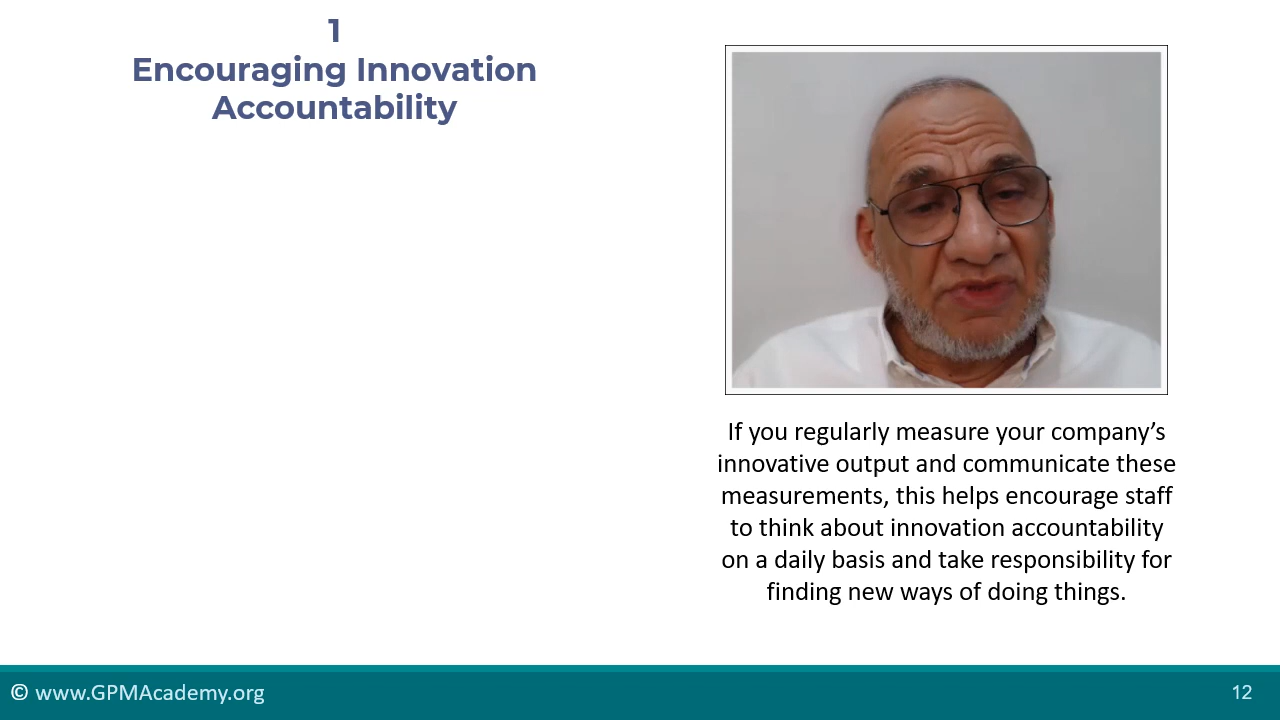 1
Encouraging Innovation
Accountability
If you regularly measure your company’s
innovative output and communicate these
measurements, this helps encourage staff
to think about innovation accountability
on a daily basis and take responsibility for
finding new ways of doing things.
© www.GPMAcademy.org
12